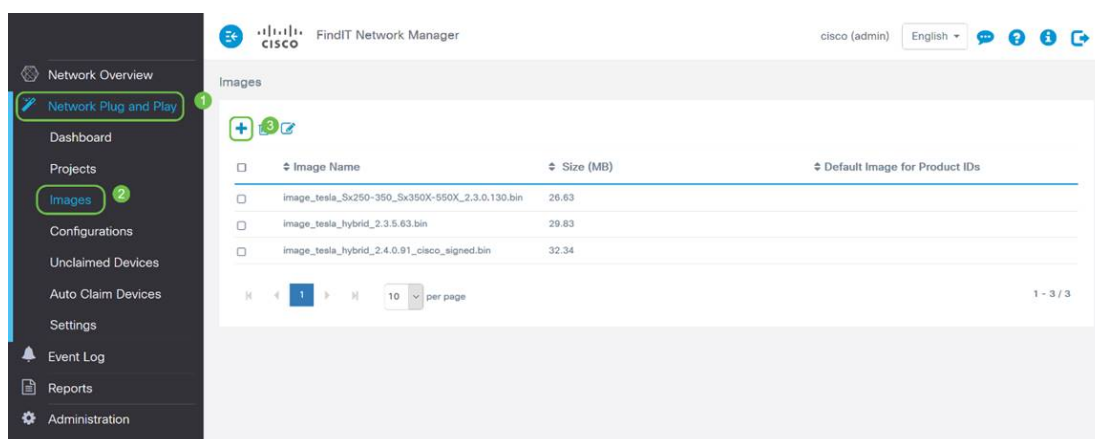 CISCO
FindIT Network Manager
cisco (admin)
English
Network Overview
Network Plug and Play
1
Dashboard
Projects
Images
2
Configurations
Unclaimed Devices
Auto Claim Devices
Settings
Event Log
Reports
Administration
Images
3
Image Name Size (MB) Default Image for Product IDs
image_tesla_Sx250-350_Sx350X-550X_2.3.0.130.bin 26.63
image_tesla_hybrid_2.3.5.63.bin 29.83
image_tesla_hybrid_2.4.0.91_cisco_signed.bin 32.34
1 10 per page 1 - 3 / 3